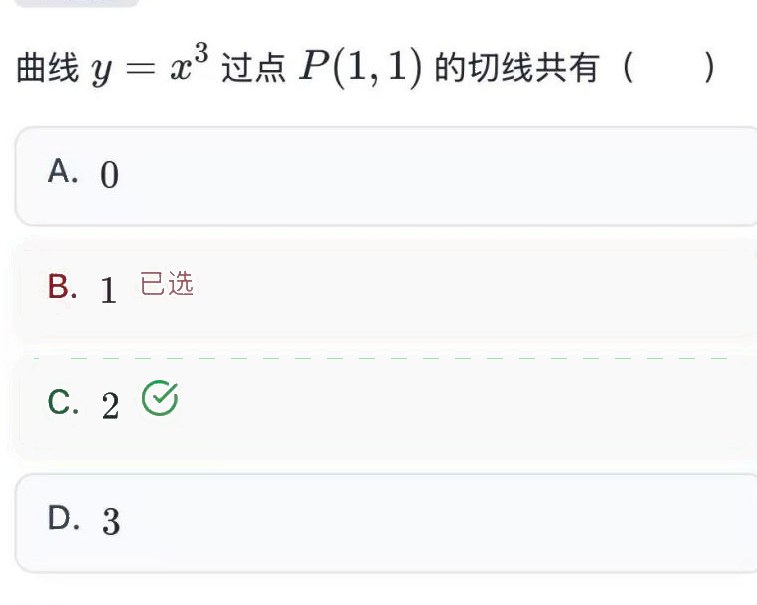 曲线 y = x³ 过点 P(1, 1) 的切线共有（　　）
A. 0
B. 1 已选
C. 2
D. 3